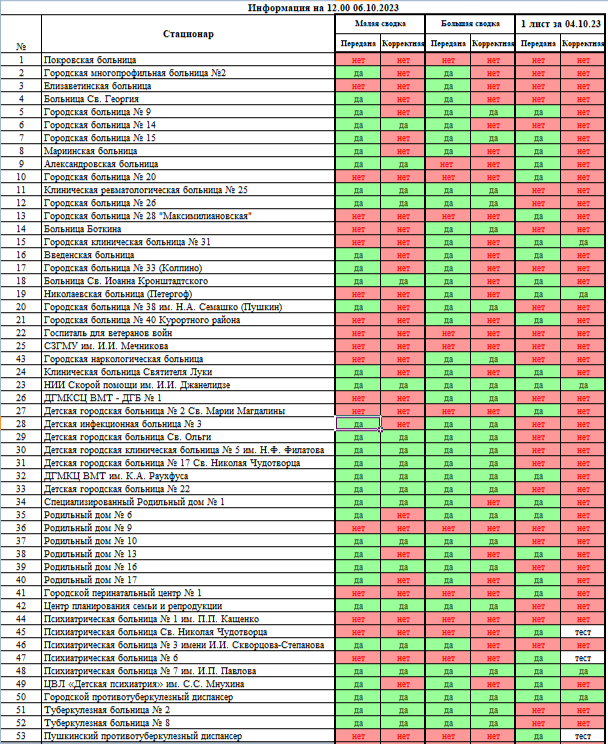 Информация на 12.00 06.10.2023
№ Стационар Малая сводка Большая сводка 1 лист за 04.10.23
Передана Корректная Передана Корректная Передана Корректная
1 Покровская больница нет нет нет нет нет нет
2 Городская многопрофильная больница №2 да нет да нет нет нет
3 Елизаветинская больница нет нет да нет нет нет
4 Больница Св. Георгия да нет да нет нет нет
5 Городская больница № 9 да нет да да да нет
6 Городская больница № 14 да да да нет нет нет
7 Городская больница № 15 да нет да да да нет
8 Мариинская больница да нет да нет да нет
9 Александровская больница да да нет нет да нет
10 Городская больница № 20 нет нет нет нет да нет
11 Клиническая ревматологическая больница № 25 да да да да нет нет
12 Городская больница № 26 да да да да нет нет
13 Городская больница № 28 "Максимилиановская" нет нет нет нет да нет
14 Больница Боткина нет нет да нет да нет
15 Городская клиническая больница № 31 нет нет да нет да да
16 Введенская больница да нет да нет да нет
17 Городская больница № 33 (Колпино) да нет да нет нет нет
18 Больница Св. Иоанна Кронштадтского да да да нет да нет
19 Николаевская больница (Петергоф) нет нет да нет да да
20 Городская больница № 38 им. Н.А. Семашко (Пушкин) да нет да да нет нет
21 Городская больница № 40 Курортного района нет нет да нет да нет
22 Госпиталь для ветеранов войн нет нет нет нет нет нет
25 СЗГМУ им. И.И. Мечникова нет нет нет нет нет нет
43 Городская наркологическая больница нет нет да да нет нет
24 Клиническая больница Святителя Луки да нет да да нет нет
23 НИИ Скорой помощи им. И.И. Джанелидзе да да да да да да
26 ДГМКСЦ ВМТ - ДГБ № 1 нет нет да да нет нет
27 Детская городская больница № 2 Св. Марии Магдалины нет нет нет нет да нет
28 Детская инфекционная больница № 3 да нет да да нет нет
29 Детская городская больница Св. Ольги да да да да нет нет
30 Детская городская клиническая больница № 5 им. Н.Ф. Филатова да да да да нет нет
31 Детская городская больница № 17 Св. Николая Чудотворца да да да да нет нет
32 ДГМКЦ ВМТ им. К.А. Раухфуса да да да да да нет
33 Детская городская больница № 22 да да да да нет нет
34 Специализированный Родильный дом № 1 да да да нет да нет
35 Родильный дом № 6 да нет да да да нет
36 Родильный дом № 9 нет нет нет нет нет нет
37 Родильный дом № 10 да да да да нет нет
38 Родильный дом № 13 да нет да нет да нет
39 Родильный дом № 16 да нет да да да нет
40 Родильный дом № 17 да нет да нет да нет
41 Городской перинатальный центр № 1 нет нет нет нет да нет
42 Центр планирования семьи и репродукции да да да да нет нет
44 Психиатрическая больница № 1 им. П.П. Кащенко нет нет нет нет нет нет
45 Психиатрическая больница Св. Николая Чудотворца нет нет нет нет да тест
46 Психиатрическая больница № 3 имени И.И. Скворцова-Степанова да да да нет нет нет
47 Психиатрическая больница № 6 нет нет нет нет да тест
48 Психиатрическая больница № 7 им. И.П. Павлова да да да да да да
49 ЦВЛ «Детская психиатрия» им. С.С. Мнухина да нет да нет да нет
50 Городской противотуберкулезный диспансер да да да да да да
51 Туберкулезная больница № 2 да да да да нет нет
52 Туберкулезная больница № 8 да да да да нет нет
53 Пушкинский противотуберкулезный диспансер нет нет нет нет да тест